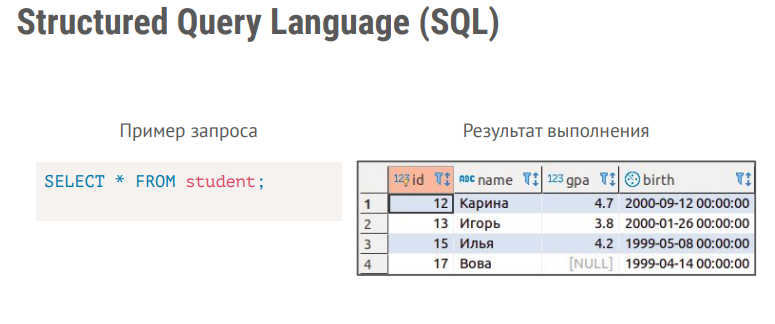 Structured Query Language (SQL)
Пример запроса
Результат выполнения
SELECT * FROM student;
123 id ABC name 123 gpa birth
1 12 Карина 4.7 2000-09-12 00:00:00
2 13 Игорь 3.8 2000-01-26 00:00:00
3 15 Илья 4.2 1999-05-08 00:00:00
4 17 Вова [NULL] 1999-04-14 00:00:00